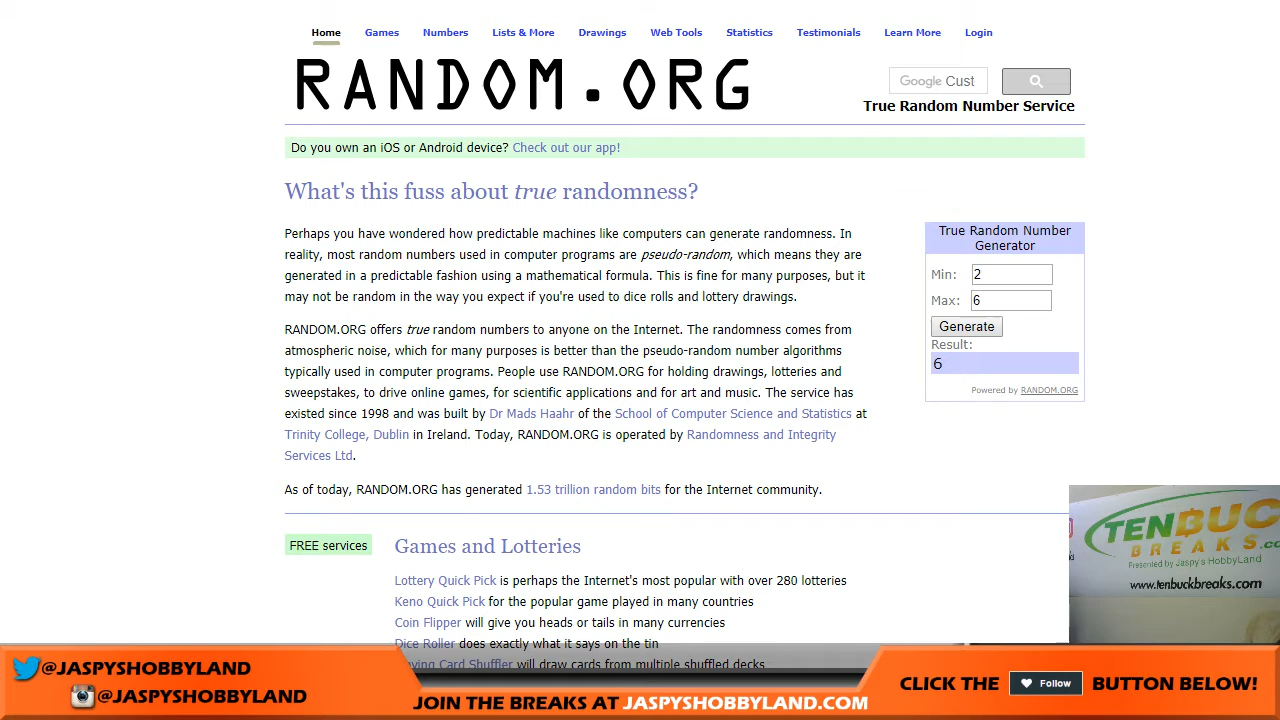 Home Games Numbers Lists & More Drawings Web Tools Statistics Testimonials Learn More Login
RANDOM.ORG
Google Cust
True Random Number Service
Do you own an iOS or Android device? Check out our app!
What's this fuss about true randomness?
Perhaps you have wondered how predictable machines like computers can generate randomness. In
reality, most random numbers used in computer programs are pseudo-random, which means they are
generated in a predictable fashion using a mathematical formula. This is fine for many purposes, but it
may not be random in the way you expect if you're used to dice rolls and lottery drawings.
RANDOM.ORG offers true random numbers to anyone on the Internet. The randomness comes from
atmospheric noise, which for many purposes is better than the pseudo-random number algorithms
typically used in computer programs. People use RANDOM.ORG for holding drawings, lotteries and
sweepstakes, to drive online games, for scientific applications and for art and music. The service has
existed since 1998 and was built by Dr Mads Haahr of the School of Computer Science and Statistics at
Trinity College, Dublin in Ireland. Today, RANDOM.ORG is operated by Randomness and Integrity
Services Ltd.
As of today, RANDOM.ORG has generated 1.53 trillion random bits for the Internet community.
True Random Number
Generator
Min: 2
Max: 6
Generate
Result:
6
Powered by RANDOM.ORG
FREE services
Games and Lotteries
Lottery Quick Pick is perhaps the Internet's most popular with over 280 lotteries
Keno Quick Pick for the popular game played in many countries
Coin Flipper will give you heads or tails in many currencies
Dice Roller does exactly what it says on the tin
Card Shuffler will draw cards from multiple shuffled decks
TENBUC
BREAKS.co
Presented by Jaspy's HobbyLand
www.tenbuckbreaks.com
@JASPYSHOBBYLAND
@JASPYSHOBBYLAND
JOIN THE BREAKS AT JASPYSHOBBYLAND.COM
CLICK THE Follow BUTTON BELOW!